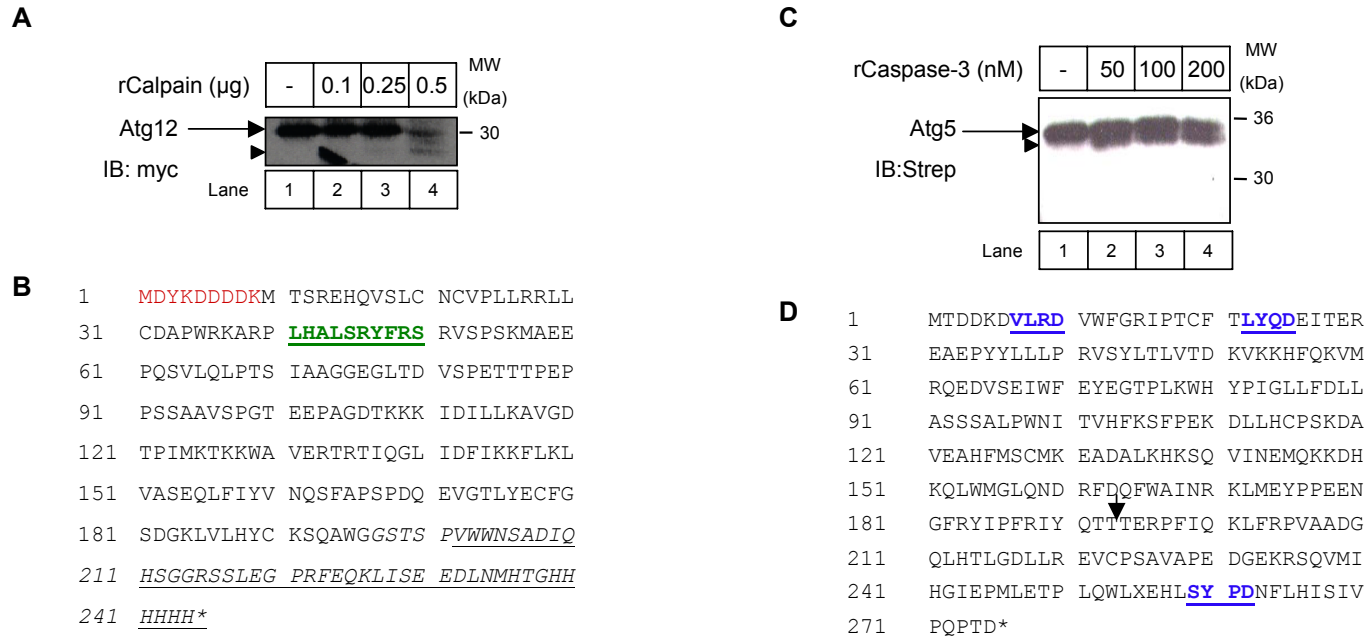 A
rCalpain (µg) - 0.1 0.25 0.5 MW (kDa)
Atg12 30
IB: myc
Lane 1 2 3 4
B
1 MDYKDDDDKM TSREHQVSLC NCVPLLRRLL
31 CDAPWRKARP LHALSRYFRS RVSPSKMAEE
61 PQSVLQLPTS IAAGGEGLTD VSPETTTPEP
91 PSSAAVSPGT EEPAGDTKKK IDILLKAVGD
121 TPIMKTKKWA VERTRTIQGL IDFIKKFLKL
151 VASEQLFIYV NQSFAPSPDQ EVGTLYECFG
181 SDGKLVLHYC KSQAWGGSTS PVWWNSADIQ
211 HSGGRSSLEG PRFEQKLISE EDLNMHTGHH
241 HHHH*
C
rCaspase-3 (nM) - 50 100 200 MW (kDa)
36
Atg5
IB:Strep 30
Lane 1 2 3 4
D
1 MTDDKDVLRD VWFGRIPTCF TLYQDEITER
31 EAEPYYLLLP RVSYLTLVTD KVKKHFQKVM
61 RQEDVSEIWF EYEGTPLKWH YPIGLLFDLL
91 ASSSALPWNI TVHFKSFPEK DLLHCPSKDA
121 VEAHFMSCMK EADALKHKSQ VINEMQKKDH
151 KQLWMGLQND RFDQFWAINR KLMEYPPEEN
181 GFRYIPFRIY QTTTERPFIQ KLFRPVAADG
211 QLHTLGDLLR EVCPSAVAPE DGEKRSQVMI
241 HGIEPMLETP LQWLXEHLSY PDNFLHISIV
271 PQPTD*